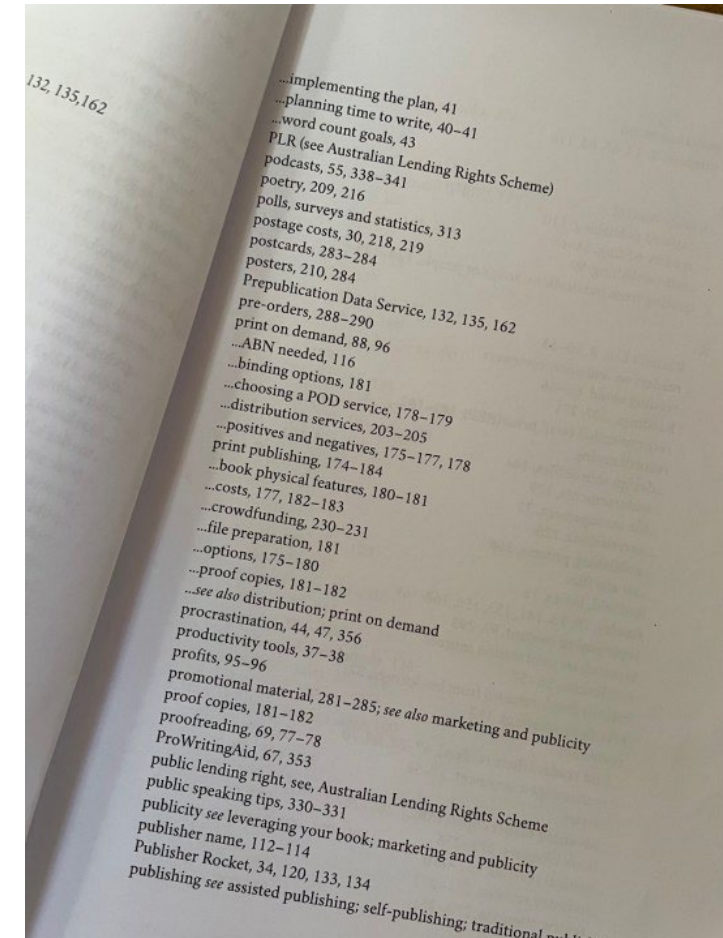 132, 135,162
...implementing the plan, 41
...planning time to write, 40–41
...word count goals, 43
PLR (see Australian Lending Rights Scheme)
podcasts, 55, 338–341
poetry, 209, 216
polls, surveys and statistics, 313
postage costs, 30, 218, 219
postcards, 283–284
posters, 210, 284
Prepublication Data Service, 132, 135, 162
pre-orders, 288–290
print on demand, 88, 96
...ABN needed, 116
...binding options, 181
...choosing a POD service, 178–179
...distribution services, 203–205
...positives and negatives, 175–177, 178
print publishing, 174–184
...book physical features, 180–181
...costs, 177, 182–183
...crowdfunding, 230–231
...file preparation, 181
...options, 175–180
...proof copies, 181–182
...see also distribution; print on demand
procrastination, 44, 47, 356
productivity tools, 37–38
profits, 95–96
promotional material, 281–285; see also marketing and publicity
proof copies, 181–182
proofreading, 69, 77–78
ProWritingAid, 67, 353
public lending right, see, Australian Lending Rights Scheme
public speaking tips, 330–331
publicity see leveraging your book; marketing and publicity
publisher name, 112–114
Publisher Rocket, 34, 120, 133, 134
publishing see assisted publishing; self-publishing; traditional